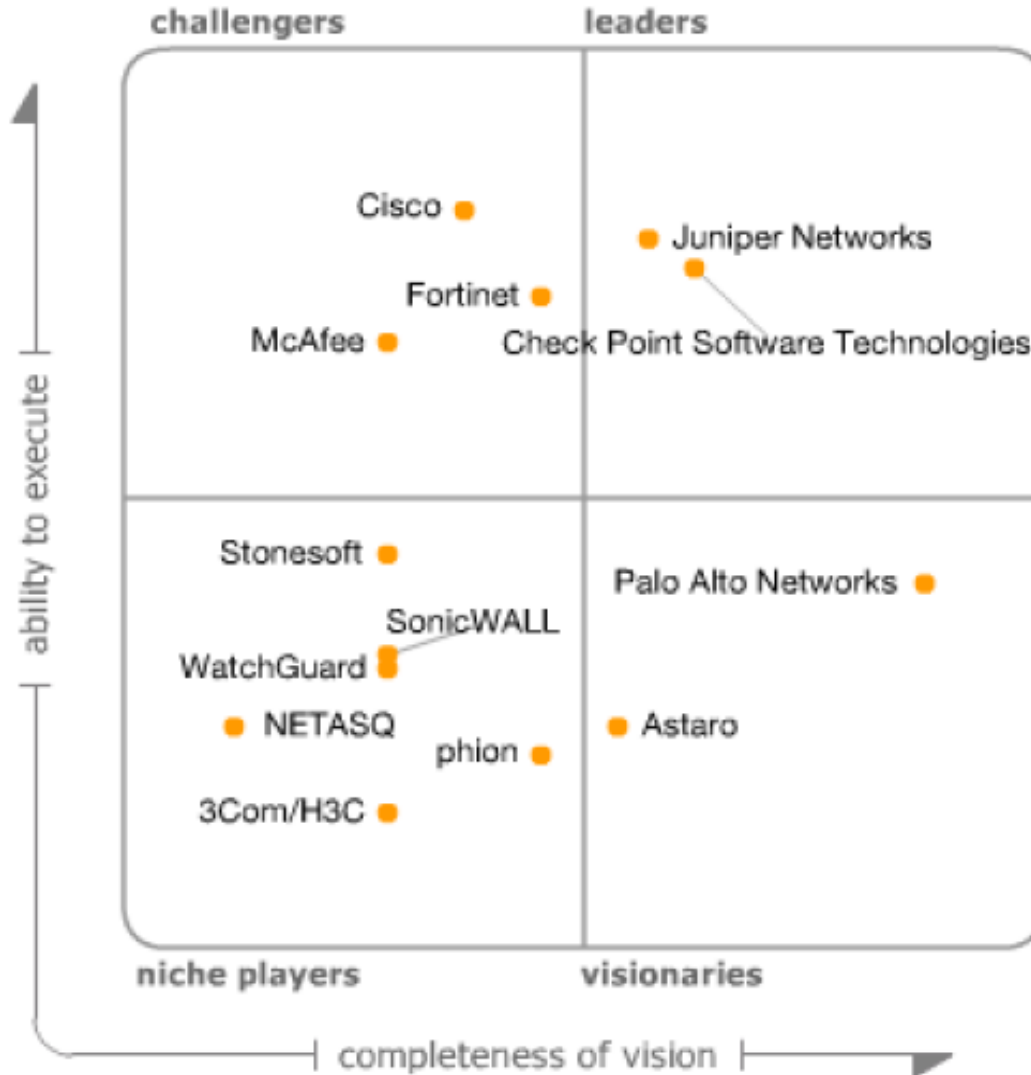 challengers
leaders
Cisco
Juniper Networks
Fortinet
McAfee
Check Point Software Technologies
ability to execute
Stonesoft
Palo Alto Networks
SonicWALL
WatchGuard
NETASQ
Astaro
phion
3Com/H3C
niche players
visionaries
completeness of vision